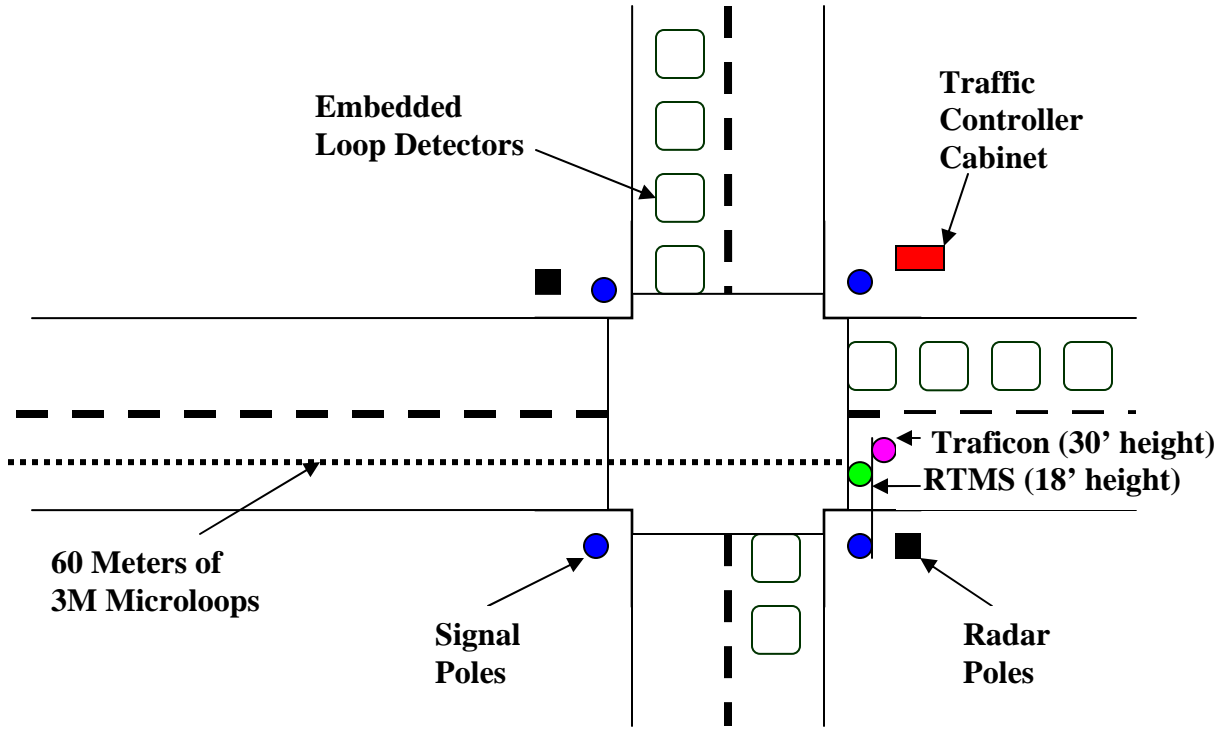 Embedded
Loop Detectors
Traffic
Controller
Cabinet
Traficon (30’ height)
RTMS (18’ height)
60 Meters of
3M Microloops
Signal
Poles
Radar
Poles